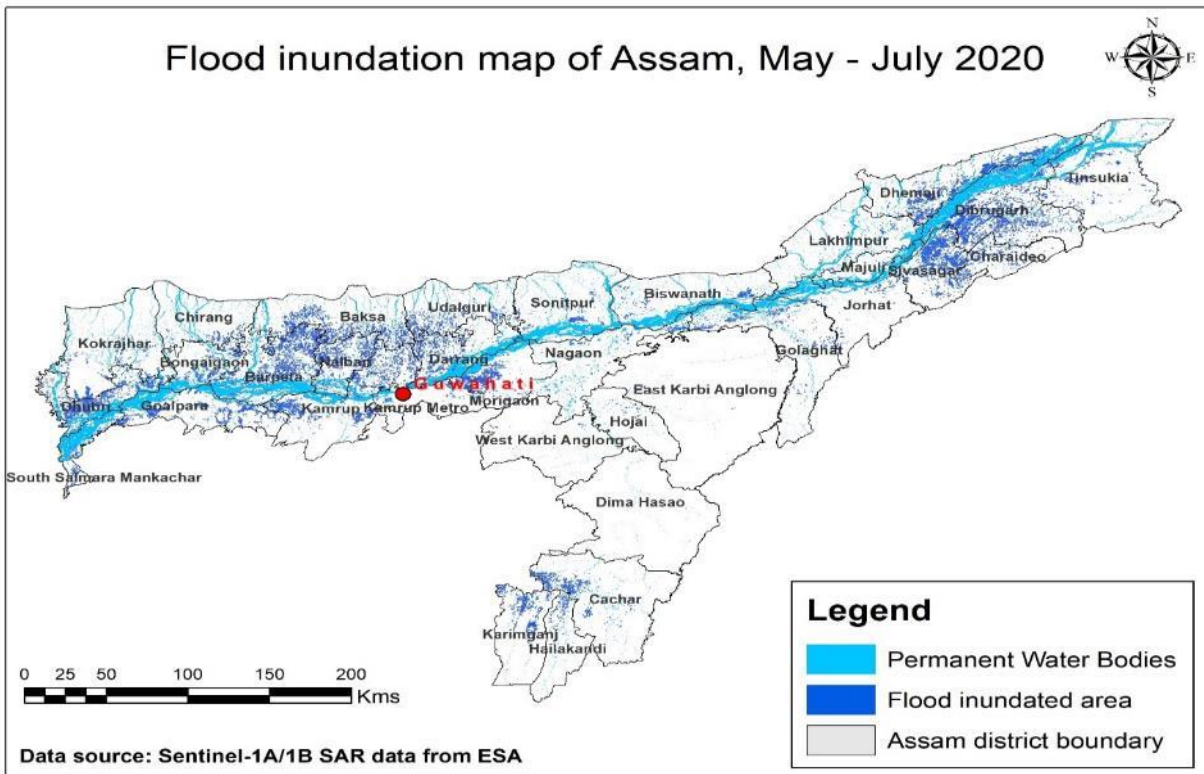 Flood inundation map of Assam, May - July 2020
N
W E
S
Tinsukia
Dhemaji
Dibrugarh
Lakhimpur
Charaideo
Majuli
Sivasagar
Jorhat
Biswanath
Sonitpur
Udalguri
Baksa
Chirang
Kokrajhar
Golaghat
Nagaon
Darrang
Nalbari
Bongaigaon
Barpeta
Guwahati
East Karbi Anglong
Morigaon
Kamrup Metro
Kamrup
Goalpara
Dhubri
Hojai
West Karbi Anglong
South Salmara Mankachar
Dima Hasao
Cachar
Karimganj
Hailakandi
Legend
Permanent Water Bodies
Flood inundated area
Assam district boundary
0 25 50 100 150 200
Kms
Data source: Sentinel-1A/1B SAR data from ESA